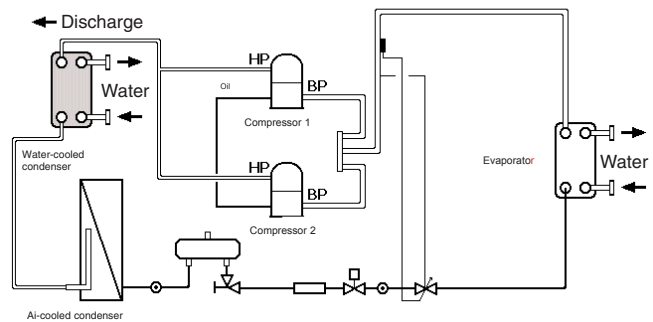 Discharge
HP
Water
Oil
BP
Compressor 1
Water-cooled
condenser
HP
BP
Evaporator
Water
Compressor 2
Ai-cooled condenser